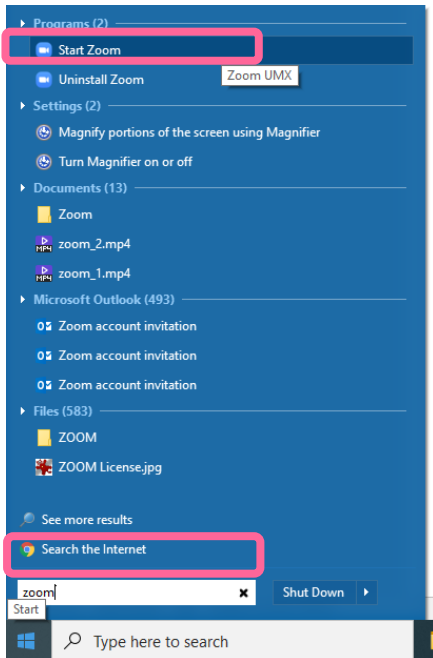 Programs (2)
Start Zoom
Zoom UMX
Uninstall Zoom
Settings (2)
Magnify portions of the screen using Magnifier
Turn Magnifier on or off
Documents (13)
Zoom
zoom_2.mp4
zoom_1.mp4
Microsoft Outlook (493)
Zoom account invitation
Zoom account invitation
Zoom account invitation
Files (583)
ZOOM
ZOOM License.jpg
See more results
Search the Internet
zoom
Shut Down
Start
Type here to search